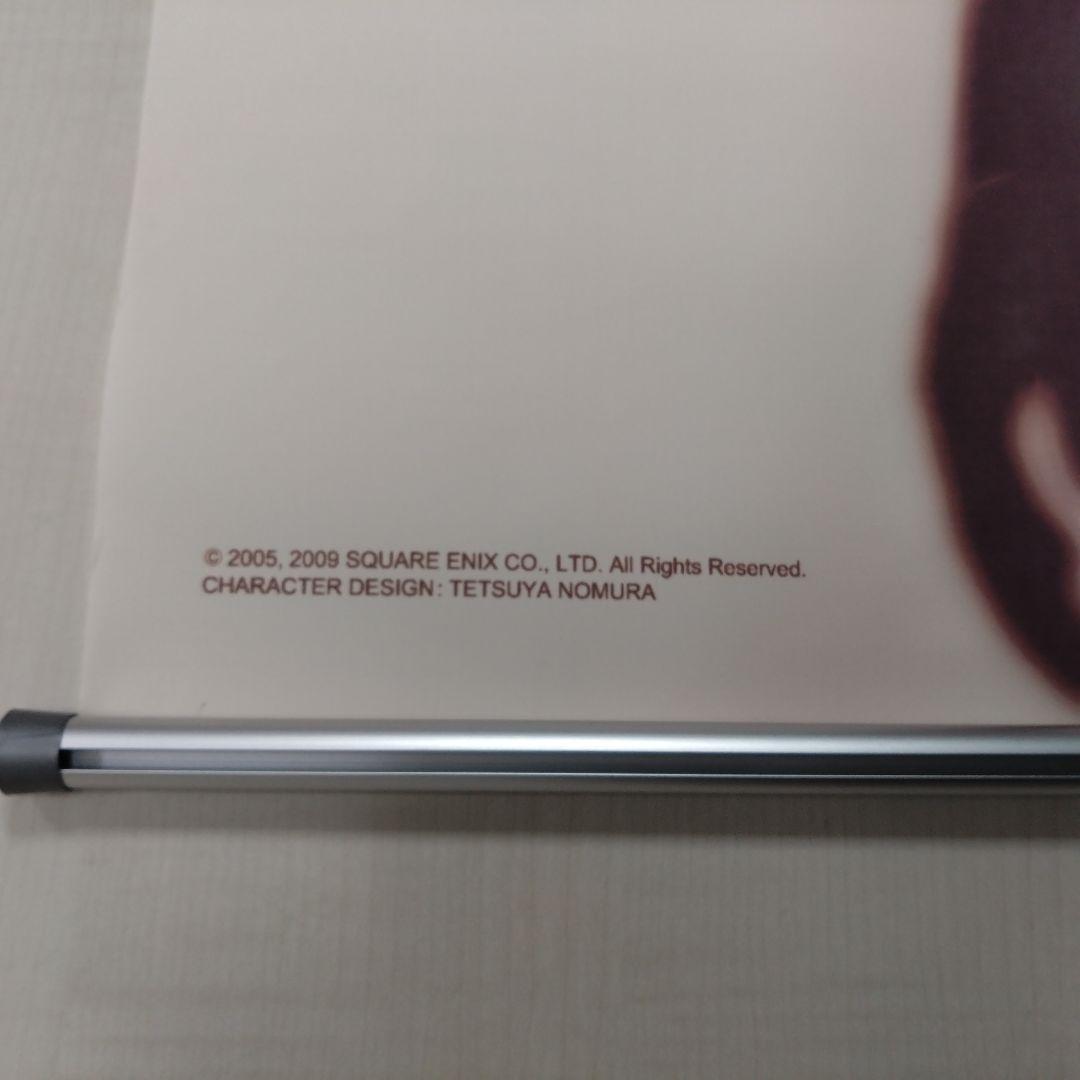 © 2005, 2009 SQUARE ENIX CO., LTD. All Rights Reserved.
CHARACTER DESIGN: TETSUYA NOMURA